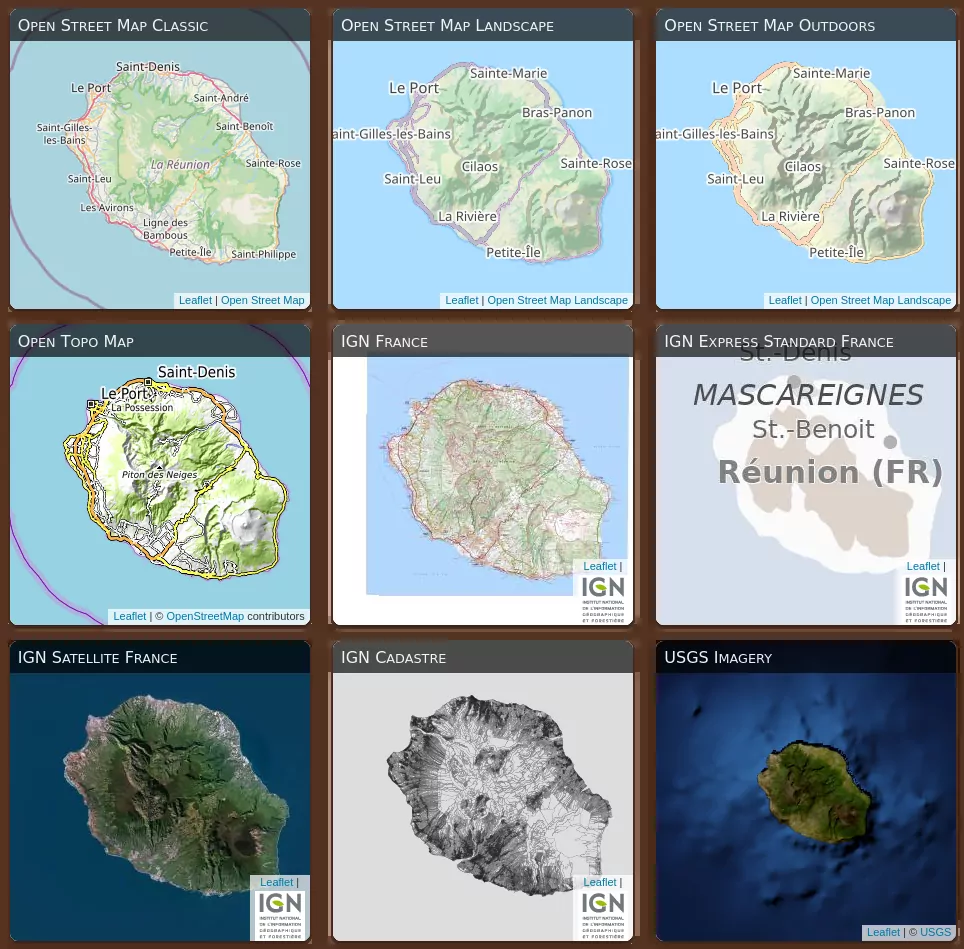 Open Street Map Classic
Saint-Denis
Le Port
Saint-André
Saint-Gilles-
les-Bains
Saint-Benoît
La Réunion
Sainte-Rose
Saint-Leu
Les Avirons
Ligne des
Bambous
Petite-Île
Saint-Philippe
Leaflet | Open Street Map
Open Street Map Landscape
Sainte-Marie
Le Port
Bras-Panon
aint-Gilles-les-Bains
Cilaos
Sainte-Rose
Saint-Leu
La Rivière
Petite-Île
Leaflet | Open Street Map Landscape
Open Street Map Outdoors
Sainte-Marie
Le Port
Bras-Panon
aint-Gilles-les-Bains
Cilaos
Sainte-Rose
Saint-Leu
La Rivière
Petite-Île
Leaflet | Open Street Map Landscape
Open Topo Map
Saint-Denis
Le Port
La Possession
Piton des Neiges
Leaflet | © OpenStreetMap contributors
IGN France
Leaflet |
IGN
INSTITUT NATIONAL
DE L'INFORMATION
GÉOGRAPHIQUE
ET FORESTIÈRE
IGN Express Standard France
St.-Denis
MASCAREIGNES
St.-Benoit
Réunion (FR)
Leaflet |
IGN
INSTITUT NATIONAL
DE L'INFORMATION
GÉOGRAPHIQUE
ET FORESTIÈRE
IGN Satellite France
Leaflet |
IGN
INSTITUT NATIONAL
DE L'INFORMATION
GÉOGRAPHIQUE
ET FORESTIÈRE
IGN Cadastre
Leaflet |
IGN
INSTITUT NATIONAL
DE L'INFORMATION
GÉOGRAPHIQUE
ET FORESTIÈRE
USGS Imagery
Leaflet | © USGS